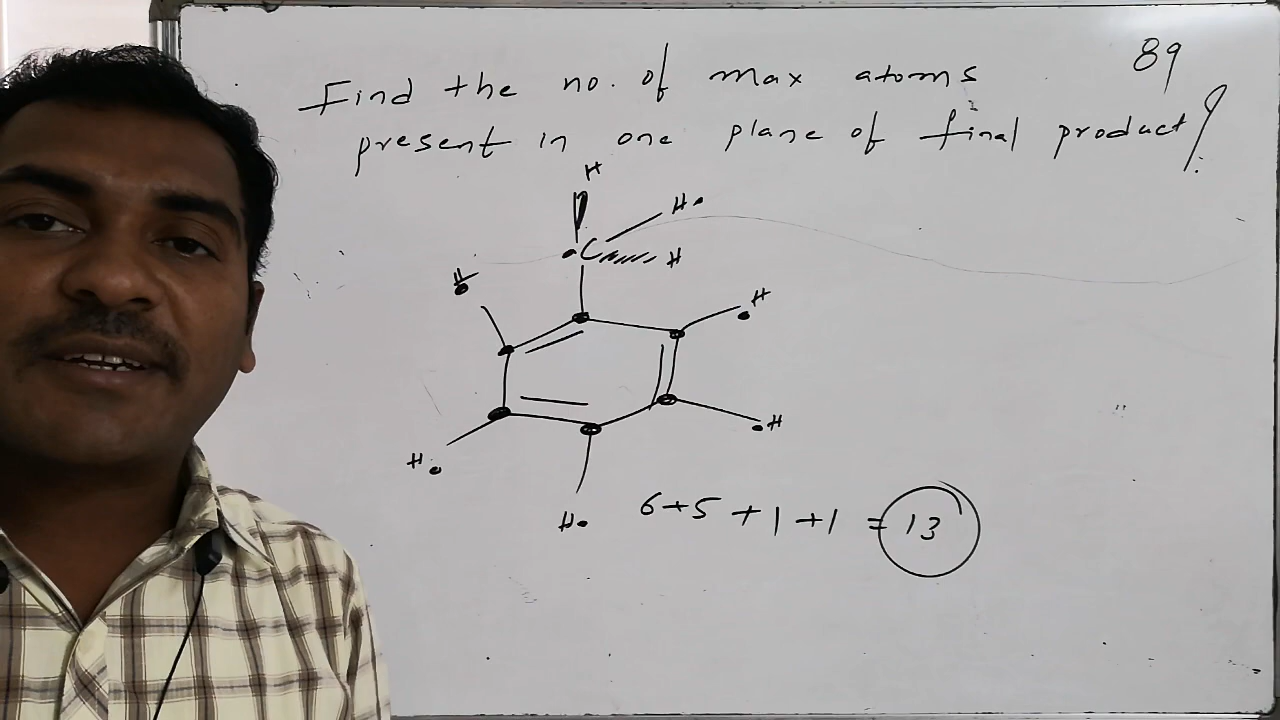 89
Find the no. of max atoms
present in one plane of final product?
H
H
C
H
H
H
H
H
H
6+5+1+1 = 13